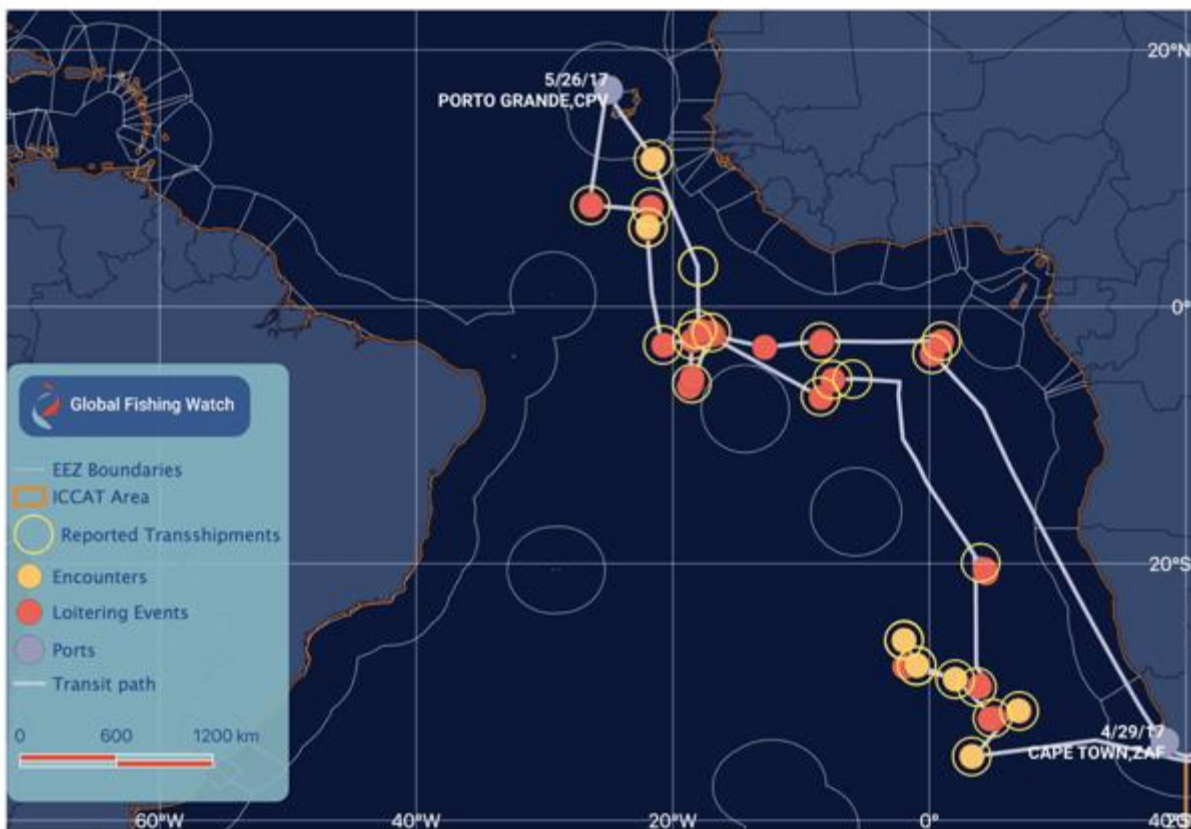 20°N
5/26/17
PORTO GRANDE,CPV
0°
Global Fishing Watch
EEZ Boundaries
ICCAT Area
Reported Transshipments
Encounters
20°S
Loitering Events
Ports
Transit path
0 600 1200 km
4/29/17
CAPE TOWN,ZAF
60°W 40°W 20°W 0°